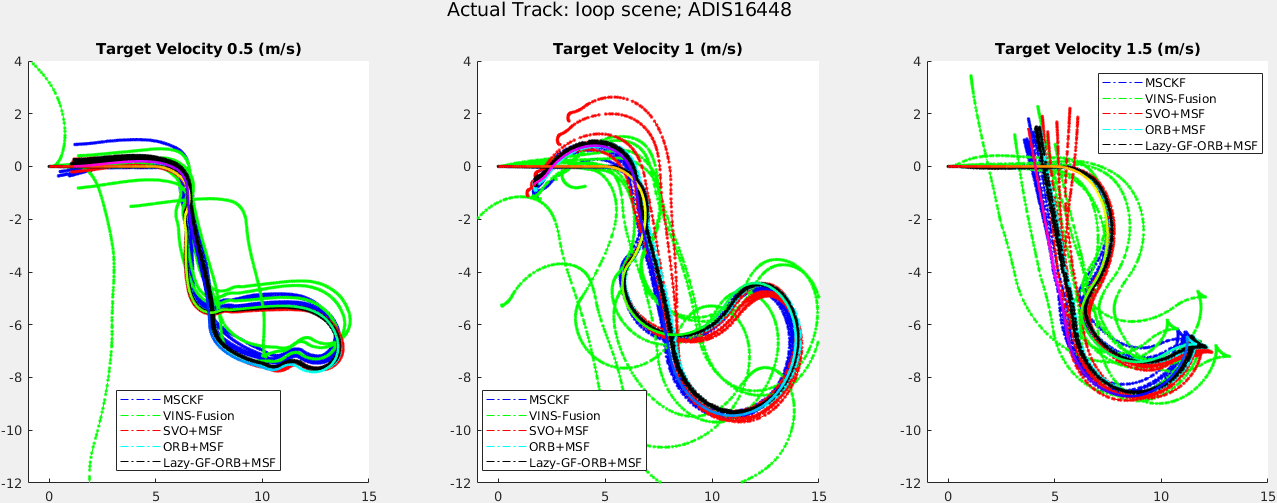 Actual Track: loop scene; ADIS16448
Target Velocity 0.5 (m/s)
4
2
0
-2
-4
-6
-8
-10
-12
0
5
10
15
MSCKF
VINS-Fusion
SVO+MSF
ORB+MSF
Lazy-GF-ORB+MSF
Target Velocity 1 (m/s)
4
2
0
-2
-4
-6
-8
-10
-12
0
5
10
15
MSCKF
VINS-Fusion
SVO+MSF
ORB+MSF
Lazy-GF-ORB+MSF
Target Velocity 1.5 (m/s)
4
2
0
-2
-4
-6
-8
-10
-12
0
5
10
15
MSCKF
VINS-Fusion
SVO+MSF
ORB+MSF
Lazy-GF-ORB+MSF